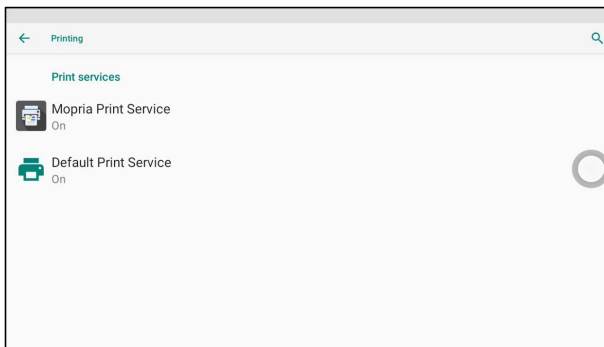 Printing
Print services
Mopria Print Service
On
Default Print Service
On